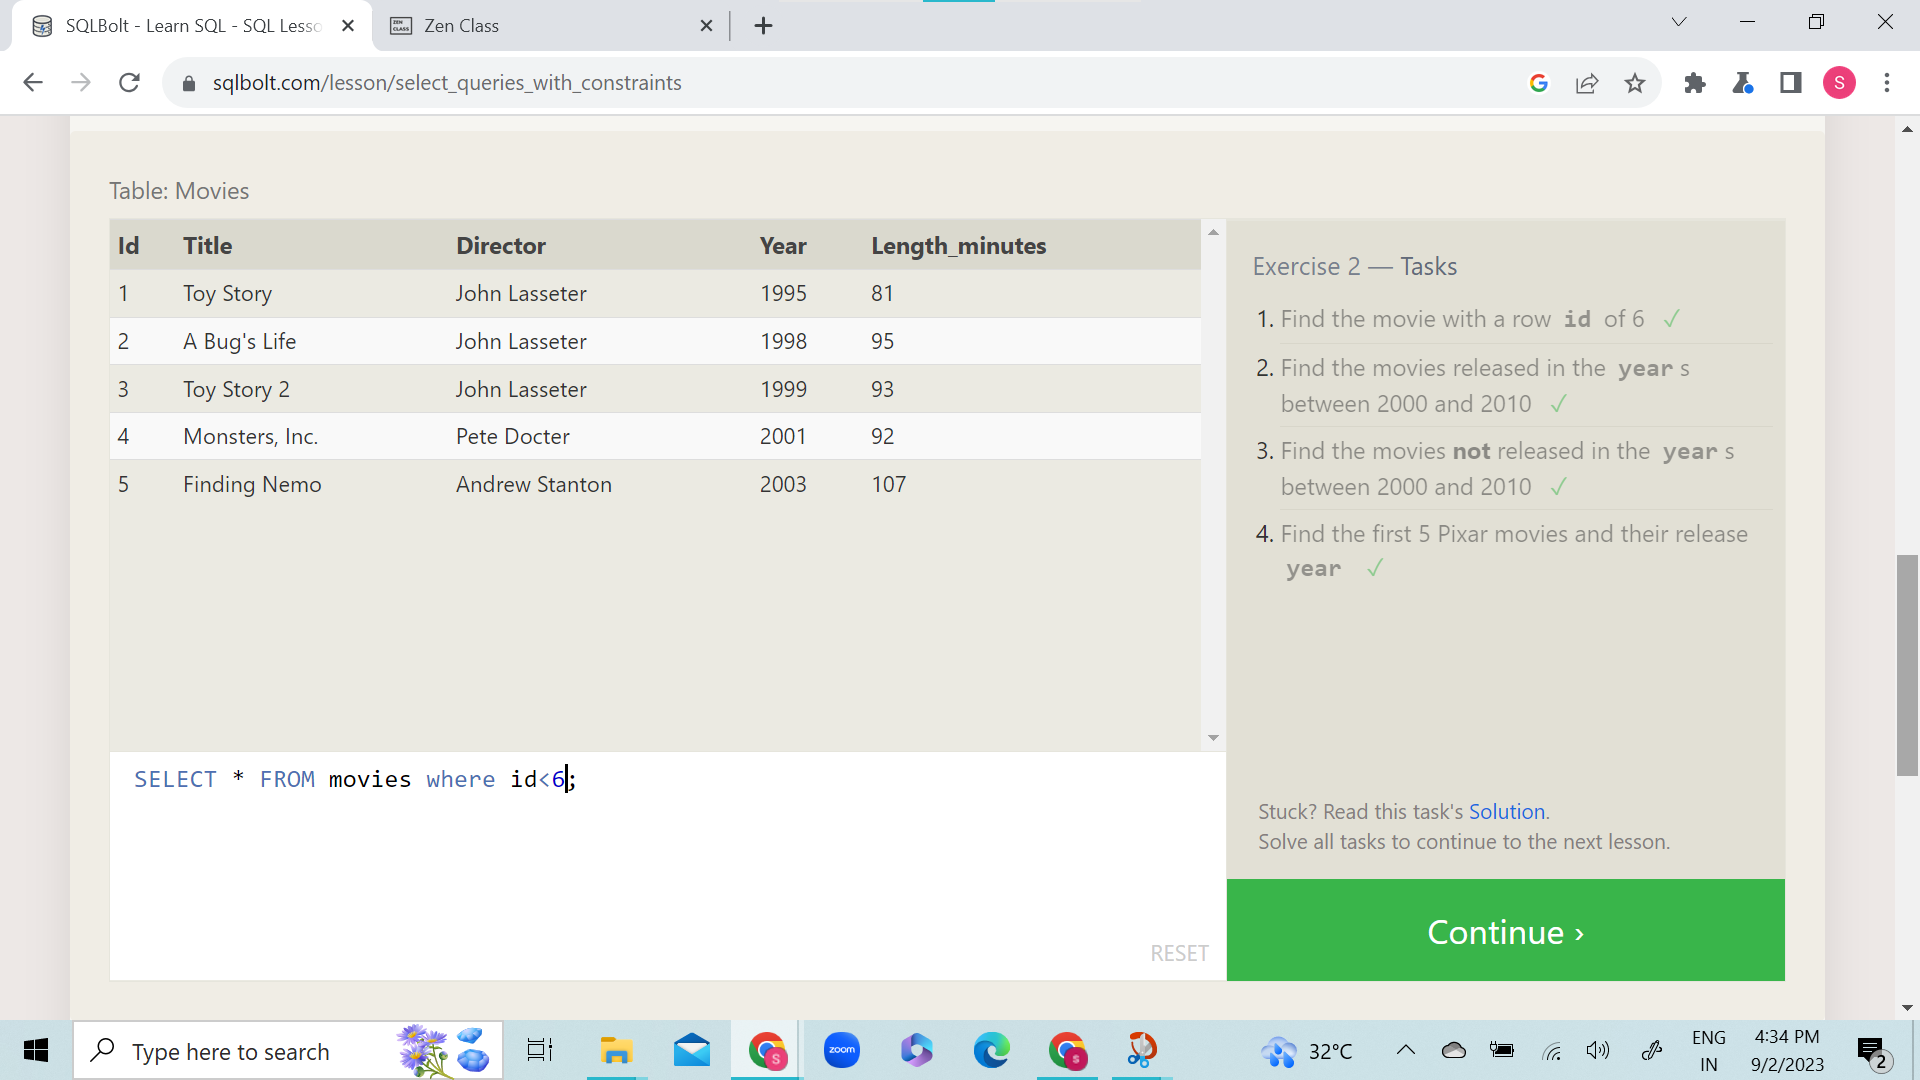 SQLBolt - Learn SQL - SQL Lesso
Zen Class
sqlbolt.com/lesson/select_queries_with_constraints
S
Table: Movies
Id Title Director Year Length_minutes
1 Toy Story John Lasseter 1995 81
2 A Bug's Life John Lasseter 1998 95
3 Toy Story 2 John Lasseter 1999 93
4 Monsters, Inc. Pete Docter 2001 92
5 Finding Nemo Andrew Stanton 2003 107
Exercise 2 — Tasks
1. Find the movie with a row id of 6 ✓
2. Find the movies released in the year s
between 2000 and 2010 ✓
3. Find the movies not released in the year s
between 2000 and 2010 ✓
4. Find the first 5 Pixar movies and their release
year ✓
SELECT * FROM movies where id<6;
RESET
Stuck? Read this task's Solution.
Solve all tasks to continue to the next lesson.
Continue ›
Type here to search
S
zoom
S
32°C
ENG
IN
4:34 PM
9/2/2023
2